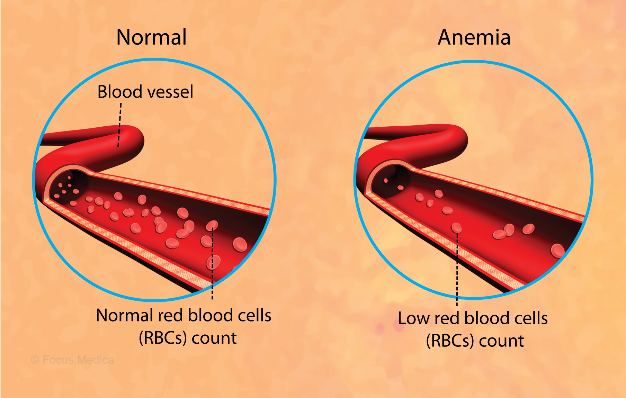 Normal
Anemia
Blood vessel
Normal red blood cells
(RBCs) count
Low red blood cells
(RBCs) count
© Focus Medica